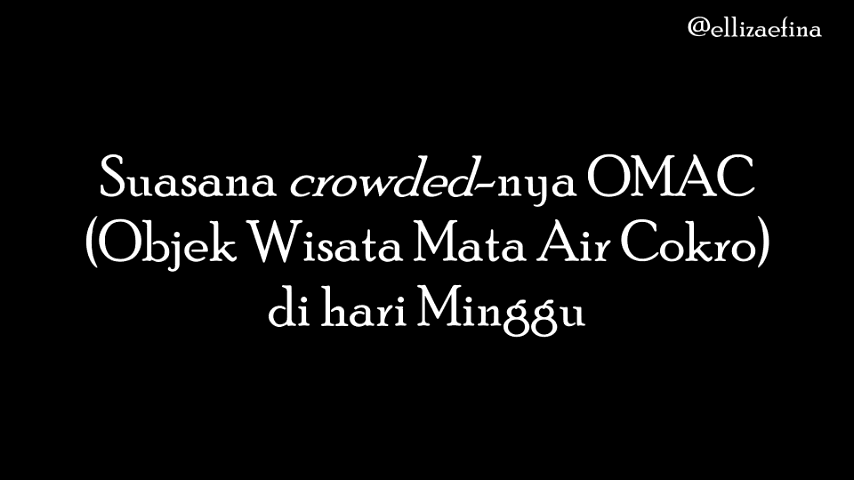 @ellizaefina
Suasana crowded-nya OMAC
(Objek Wisata Mata Air Cokro)
di hari Minggu